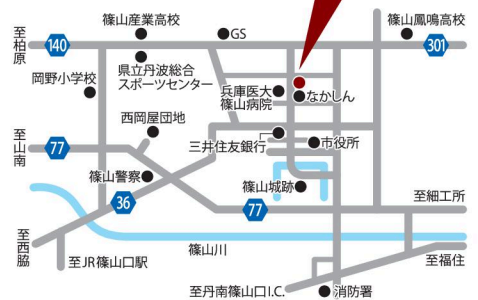 篠山産業高校
GS
篠山鳳鳴高校
至柏原
140
301
県立丹波総合
スポーツセンター
岡野小学校
兵庫医大
篠山病院
なかしん
西岡屋団地
至山南
77
三井住友銀行
市役所
篠山警察
篠山城跡
36
77
至細工所
至西脇
篠山川
至JR篠山口駅
至福住
至丹南篠山口I.C.
消防署